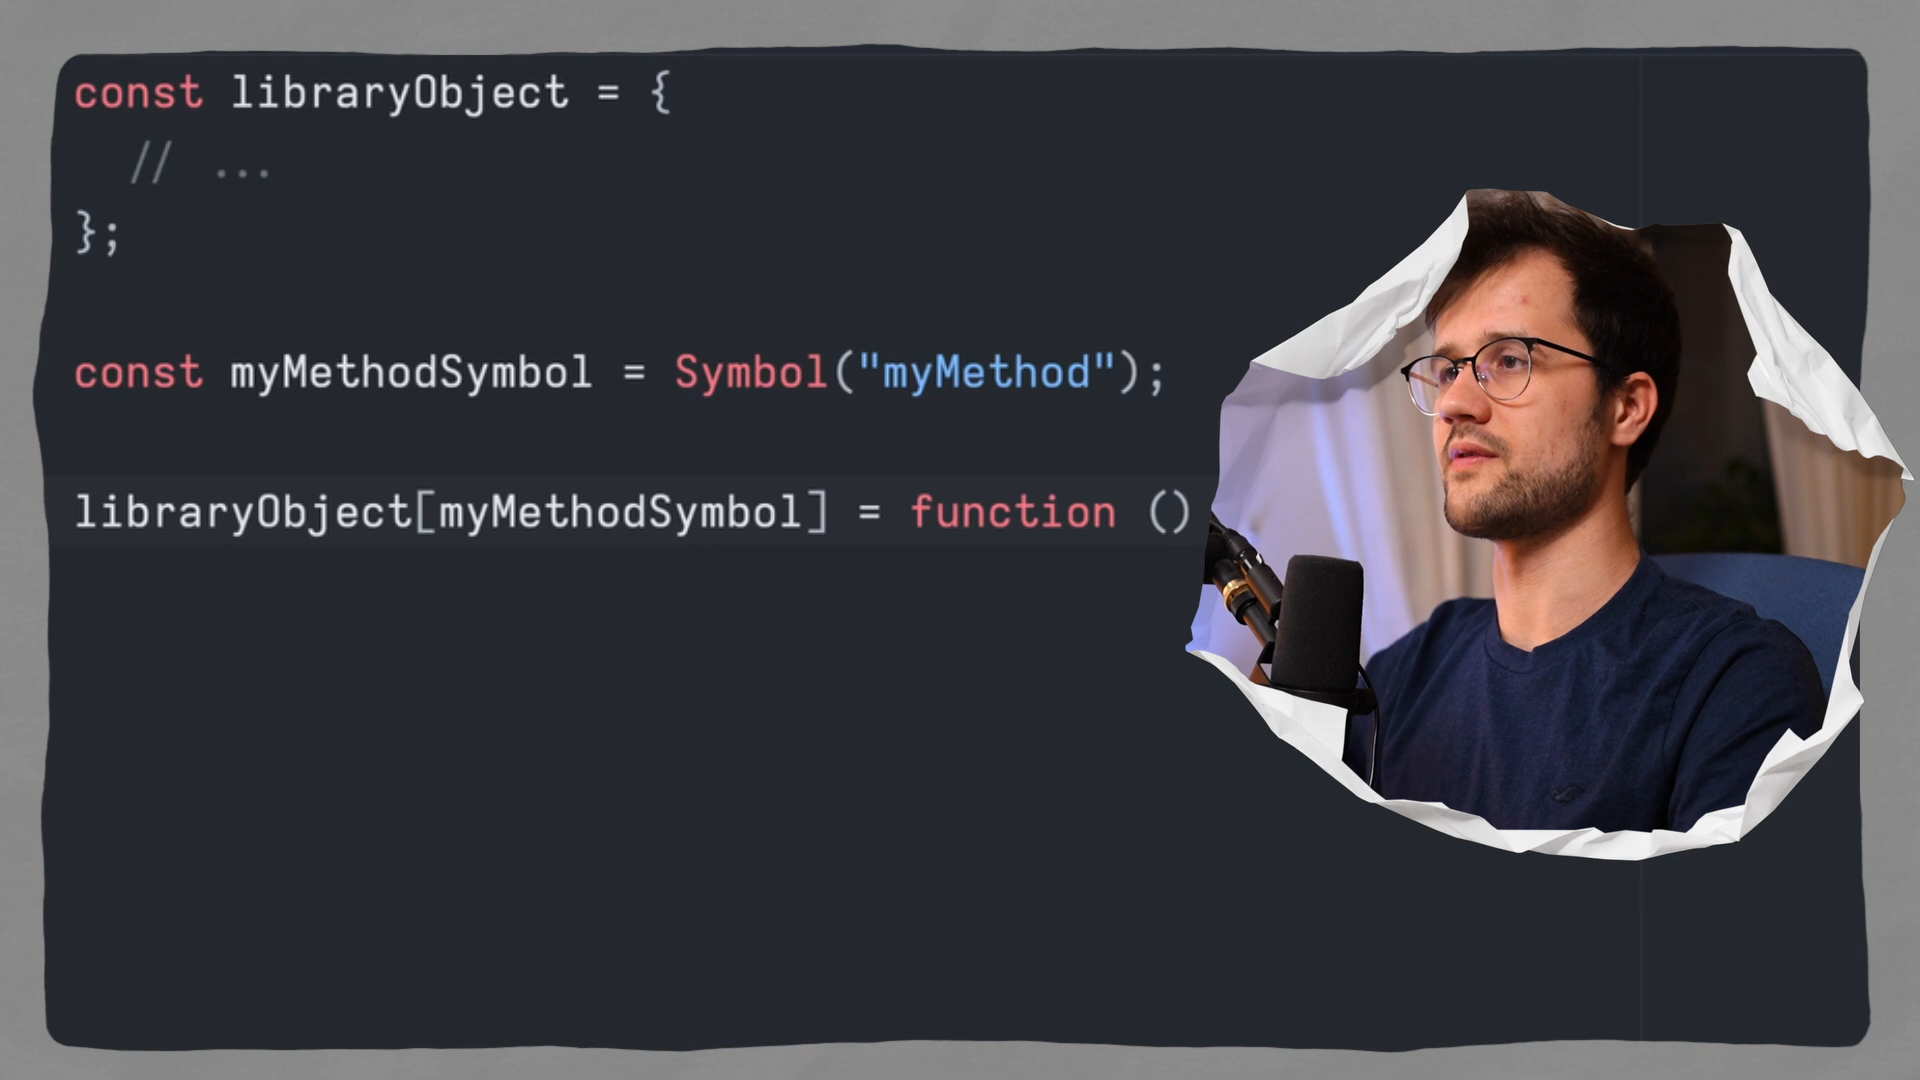 const libraryObject = {
// ...
};
const myMethodSymbol = Symbol("myMethod");
libraryObject[myMethodSymbol] = function ()